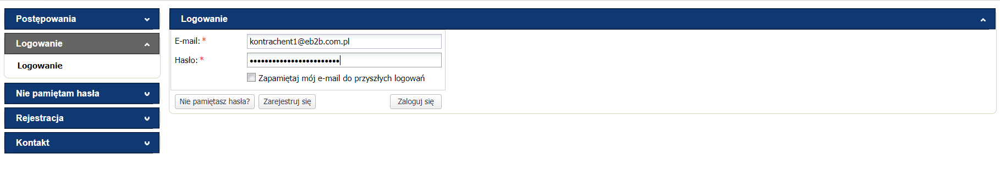 Postępowania
Logowanie
Logowanie
Nie pamiętam hasła
Rejestracja
Kontakt
Logowanie
E-mail: * kontrachent1@eb2b.com.pl
Hasło: * ••••••••••••••••••••••••
Zapamiętaj mój e-mail do przyszłych logowań
Nie pamiętasz hasła? Zarejestruj się Zaloguj się